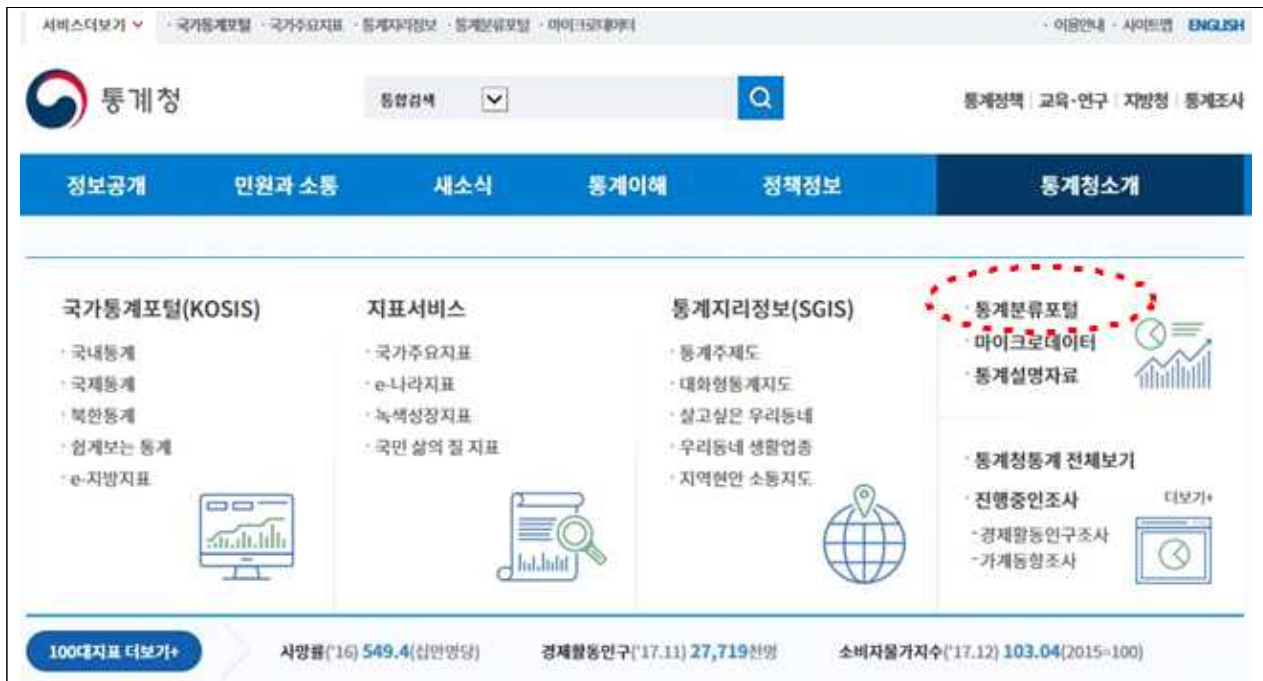 서비스더보기 · 국가통계포털 · 국가주요지표 · 통계지리정보 · 통계분류포털 · 마이크로데이터 · 이용안내 · 사이트맵 ENGLISH
통계청 통합검색 통계정책 | 교육·연구 | 지방청 | 통계조사
정보공개 민원과 소통 새소식 통계이해 정책정보 통계청소개
국가통계포털(KOSIS)
· 국내통계
· 국제통계
· 북한통계
· 쉽게보는 통계
· e-지방지표
지표서비스
· 국가주요지표
· e-나라지표
· 녹색성장지표
· 국민 삶의 질 지표
통계지리정보(SGIS)
· 통계주제도
· 대화형통계지도
· 살고싶은 우리동네
· 우리동네 생활업종
· 지역현안 소통지도
· 통계분류포털
· 마이크로데이터
· 통계설명자료
· 통계청통계 전체보기
· 진행중인조사 더보기+
-경제활동인구조사
-가계동향조사
100대지표 더보기+ 사망률('16) 549.4(십만명당) 경제활동인구('17.11) 27,719천명 소비자물가지수('17.12) 103.04(2015=100)